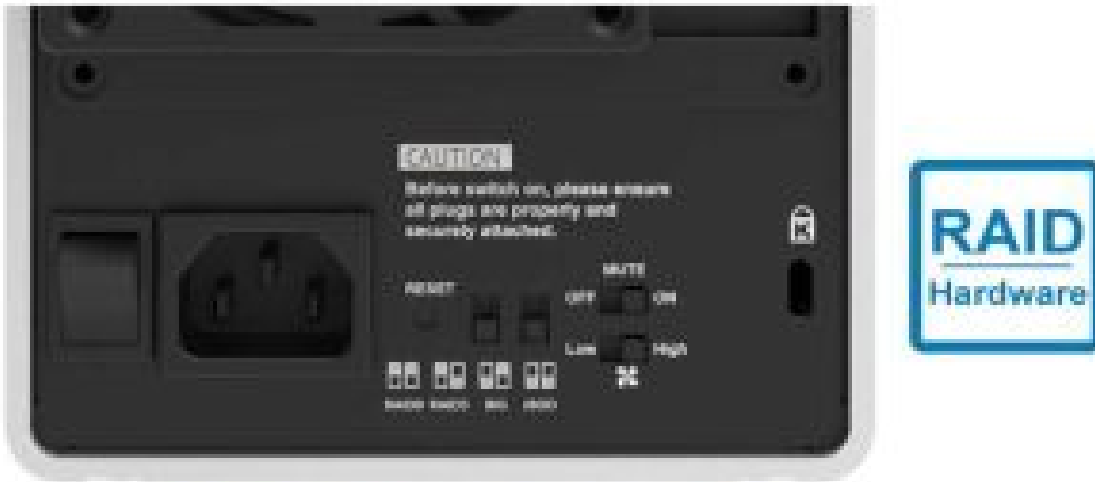 CAUTION
Before switch on, please ensure
all plugs are properly and
securely attached.
MUTE
RESET
OFF
ON
Low
High
BIG
RAID
Hardware